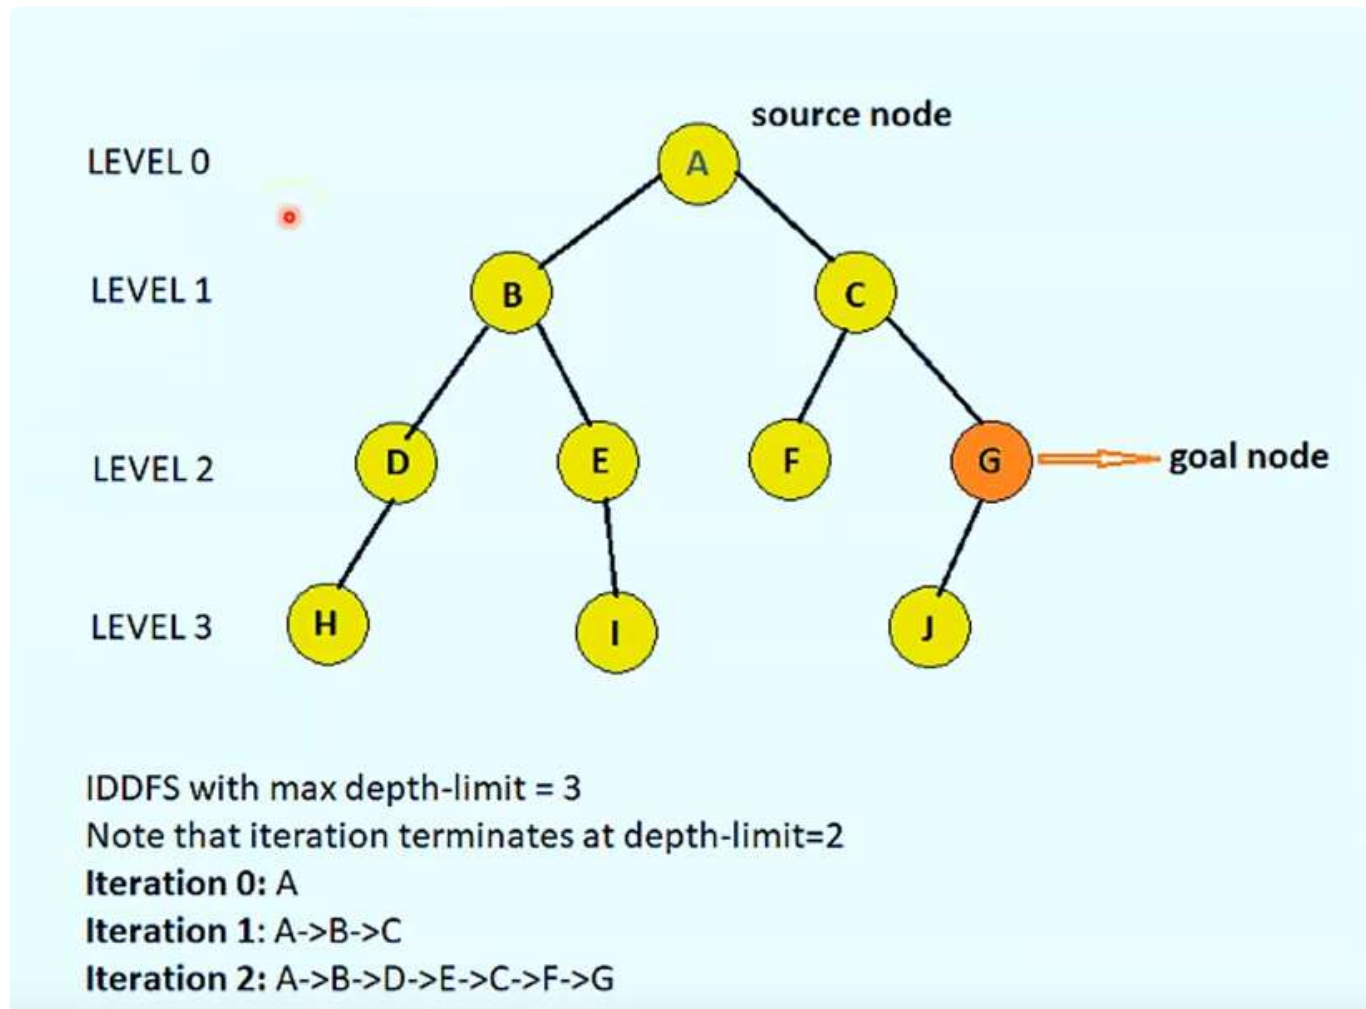 source node
LEVEL 0
A
LEVEL 1
B
C
LEVEL 2
D
E
F
G
goal node
LEVEL 3
H
I
J
IDDFS with max depth-limit = 3
Note that iteration terminates at depth-limit=2
Iteration 0: A
Iteration 1: A->B->C
Iteration 2: A->B->D->E->C->F->G